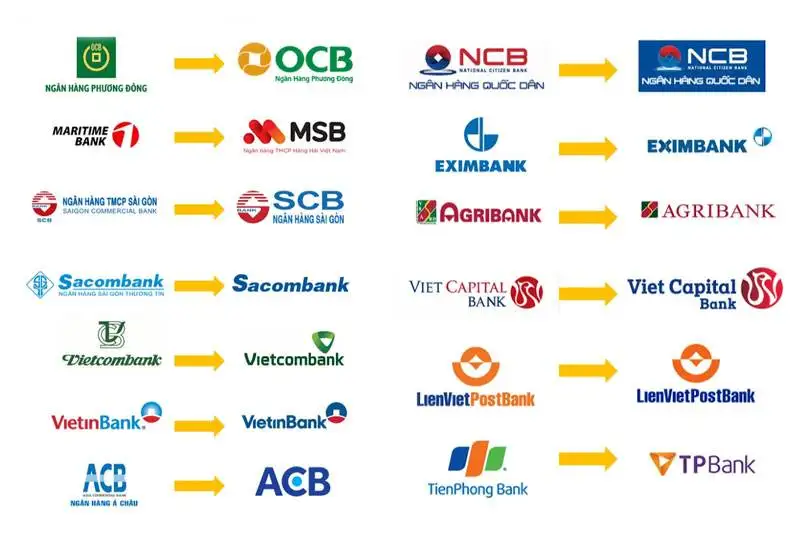 OCB
NGÂN HÀNG PHƯƠNG ĐÔNG
OCB
Ngân Hàng Phương Đông
MARITIME
BANK
MSB
Ngân hàng TMCP Hàng Hải Việt Nam
SCB
NGÂN HÀNG TMCP SÀI GÒN
SAIGON COMMERCIAL BANK
BANK
SCB
NGÂN HÀNG SÀI GÒN
Sacombank
NGÂN HÀNG SÀI GÒN THƯƠNG TÍN
Sacombank
Vietcombank
Vietcombank
VietinBank
VietinBank
ACB
ASIA COMMERCIAL BANK
NGÂN HÀNG Á CHÂU
ACB
NCB
NATIONAL CITIZEN BANK
NGÂN HÀNG QUỐC DÂN
NCB
NATIONAL CITIZEN BANK
NGÂN HÀNG QUỐC DÂN
EXIMBANK
EXIMBANK
AGRIBANK
AGRIBANK
VIET CAPITAL
BANK
Viet Capital
Bank
LienVietPostBank
LienVietPostBank
TienPhong Bank
TPBank